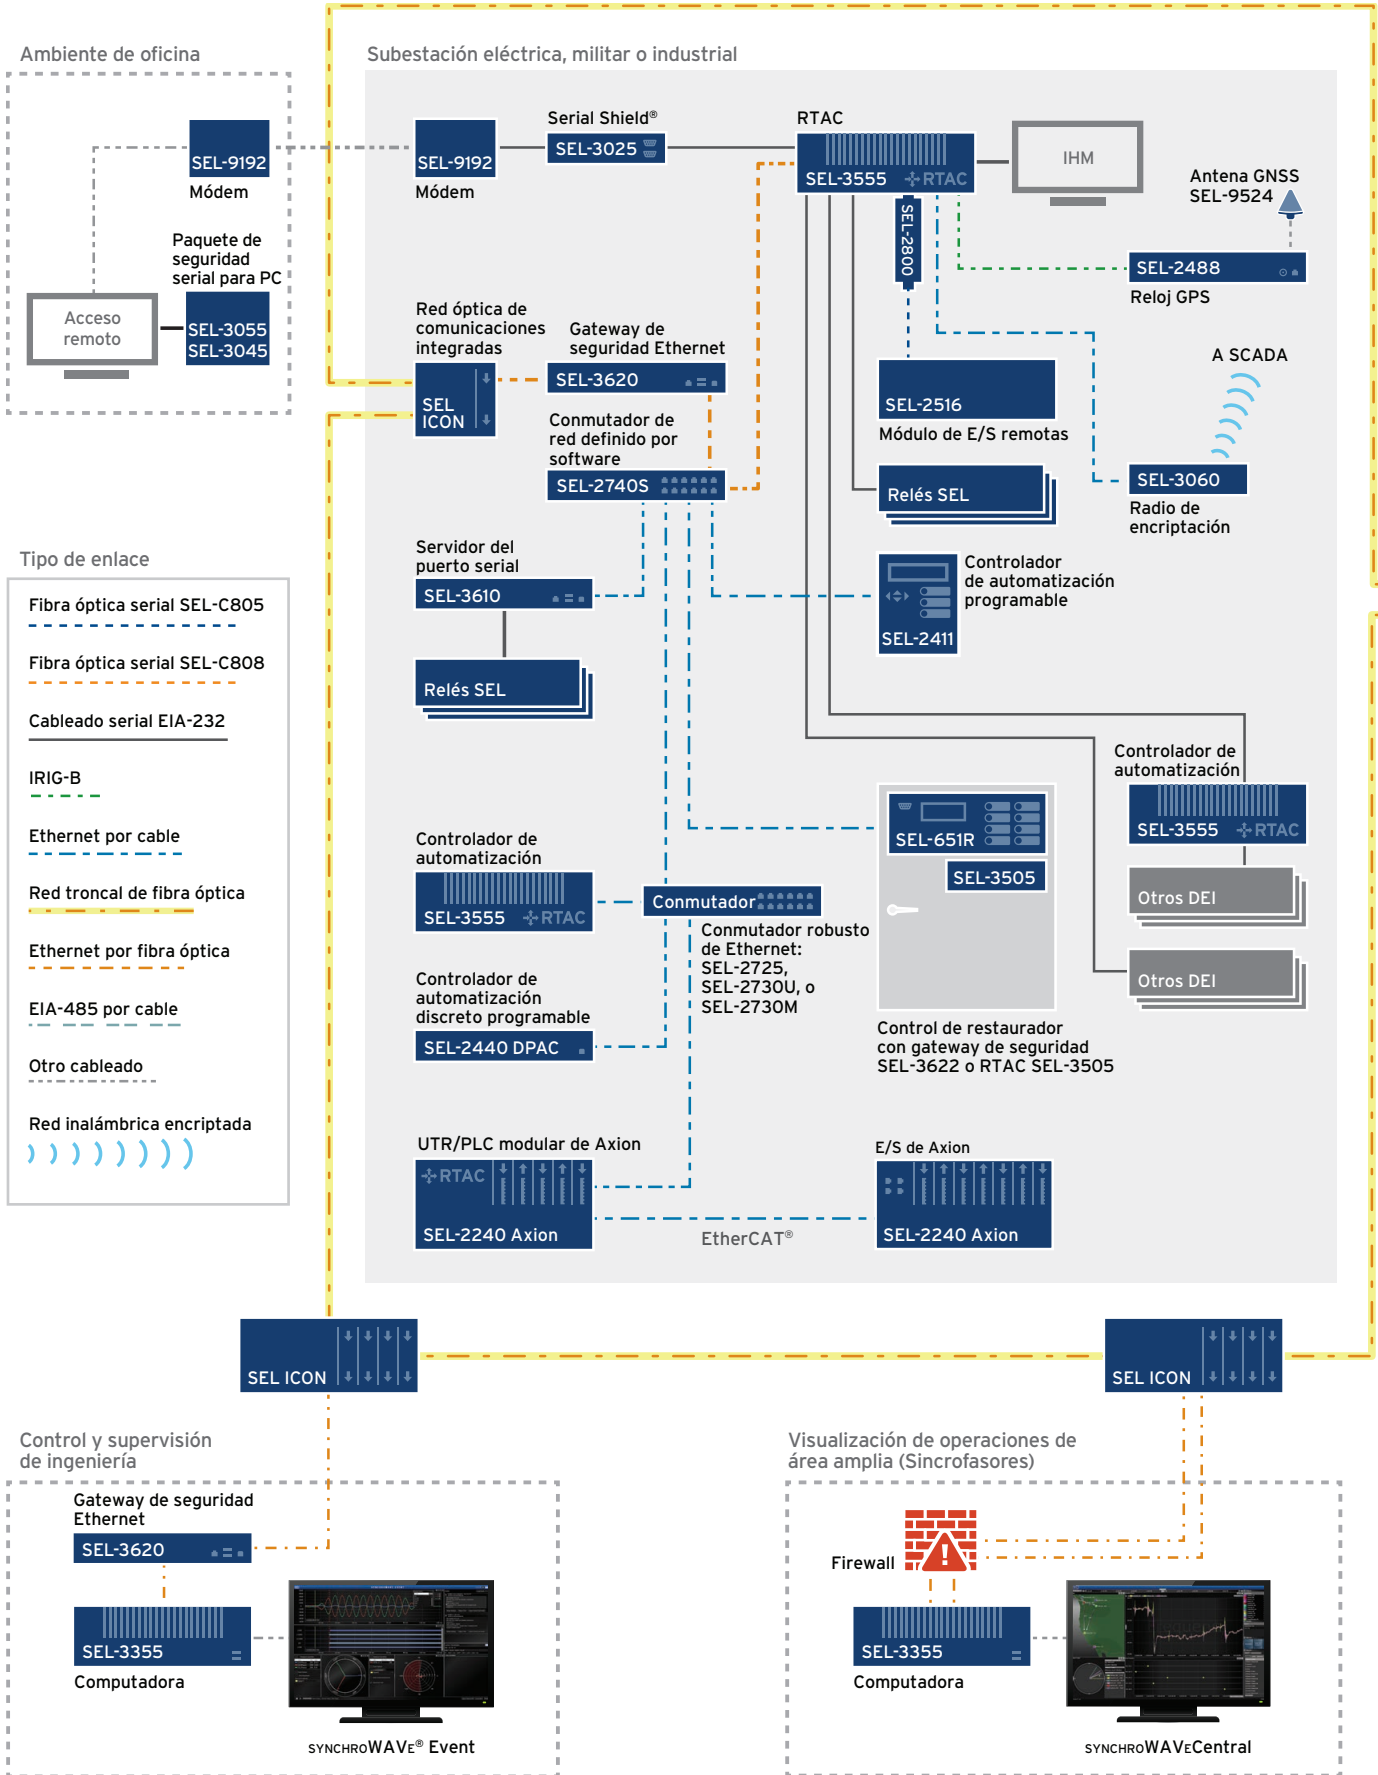 Ambiente de oficina
SEL-9192
Módem
Paquete de
seguridad
serial para PC
Acceso
remoto
SEL-3055
SEL-3045
Subestación eléctrica, militar o industrial
SEL-9192
Módem
Serial Shield®
SEL-3025
RTAC
SEL-3555
RTAC
IHM
Antena GNSS
SEL-9524
SEL-2800
SEL-2488
Reloj GPS
Red óptica de
comunicaciones
integradas
SEL
ICON
Gateway de
seguridad Ethernet
SEL-3620
Conmutador de
red definido por
software
SEL-2740S
SEL-2516
Módulo de E/S remotas
A SCADA
Relés SEL
SEL-3060
Radio de
encriptación
Servidor del
puerto serial
SEL-3610
Relés SEL
Controlador
de automatización
programable
SEL-2411
Controlador de
automatización
SEL-3555
RTAC
Otros DEI
Otros DEI
SEL-651R
SEL-3505
Control de restaurador
con gateway de seguridad
SEL-3622 o RTAC SEL-3505
Controlador de
automatización
SEL-3555
RTAC
Conmutador
Conmutador robusto
de Ethernet:
SEL-2725,
SEL-2730U, o
SEL-2730M
Controlador de
automatización
discreto programable
SEL-2440 DPAC
UTR/PLC modular de Axion
RTAC
SEL-2240 Axion
EtherCAT®
E/S de Axion
SEL-2240 Axion
Tipo de enlace
Fibra óptica serial SEL-C805
Fibra óptica serial SEL-C808
Cableado serial EIA-232
IRIG-B
Ethernet por cable
Red troncal de fibra óptica
Ethernet por fibra óptica
EIA-485 por cable
Otro cableado
Red inalámbrica encriptada
SEL ICON
SEL ICON
Control y supervisión
de ingeniería
Gateway de seguridad
Ethernet
SEL-3620
SEL-3355
Computadora
SYNCHROWAVE® Event
Visualización de operaciones de
área amplia (Sincrofasores)
Firewall
SEL-3355
Computadora
SYNCHROWAVECentral